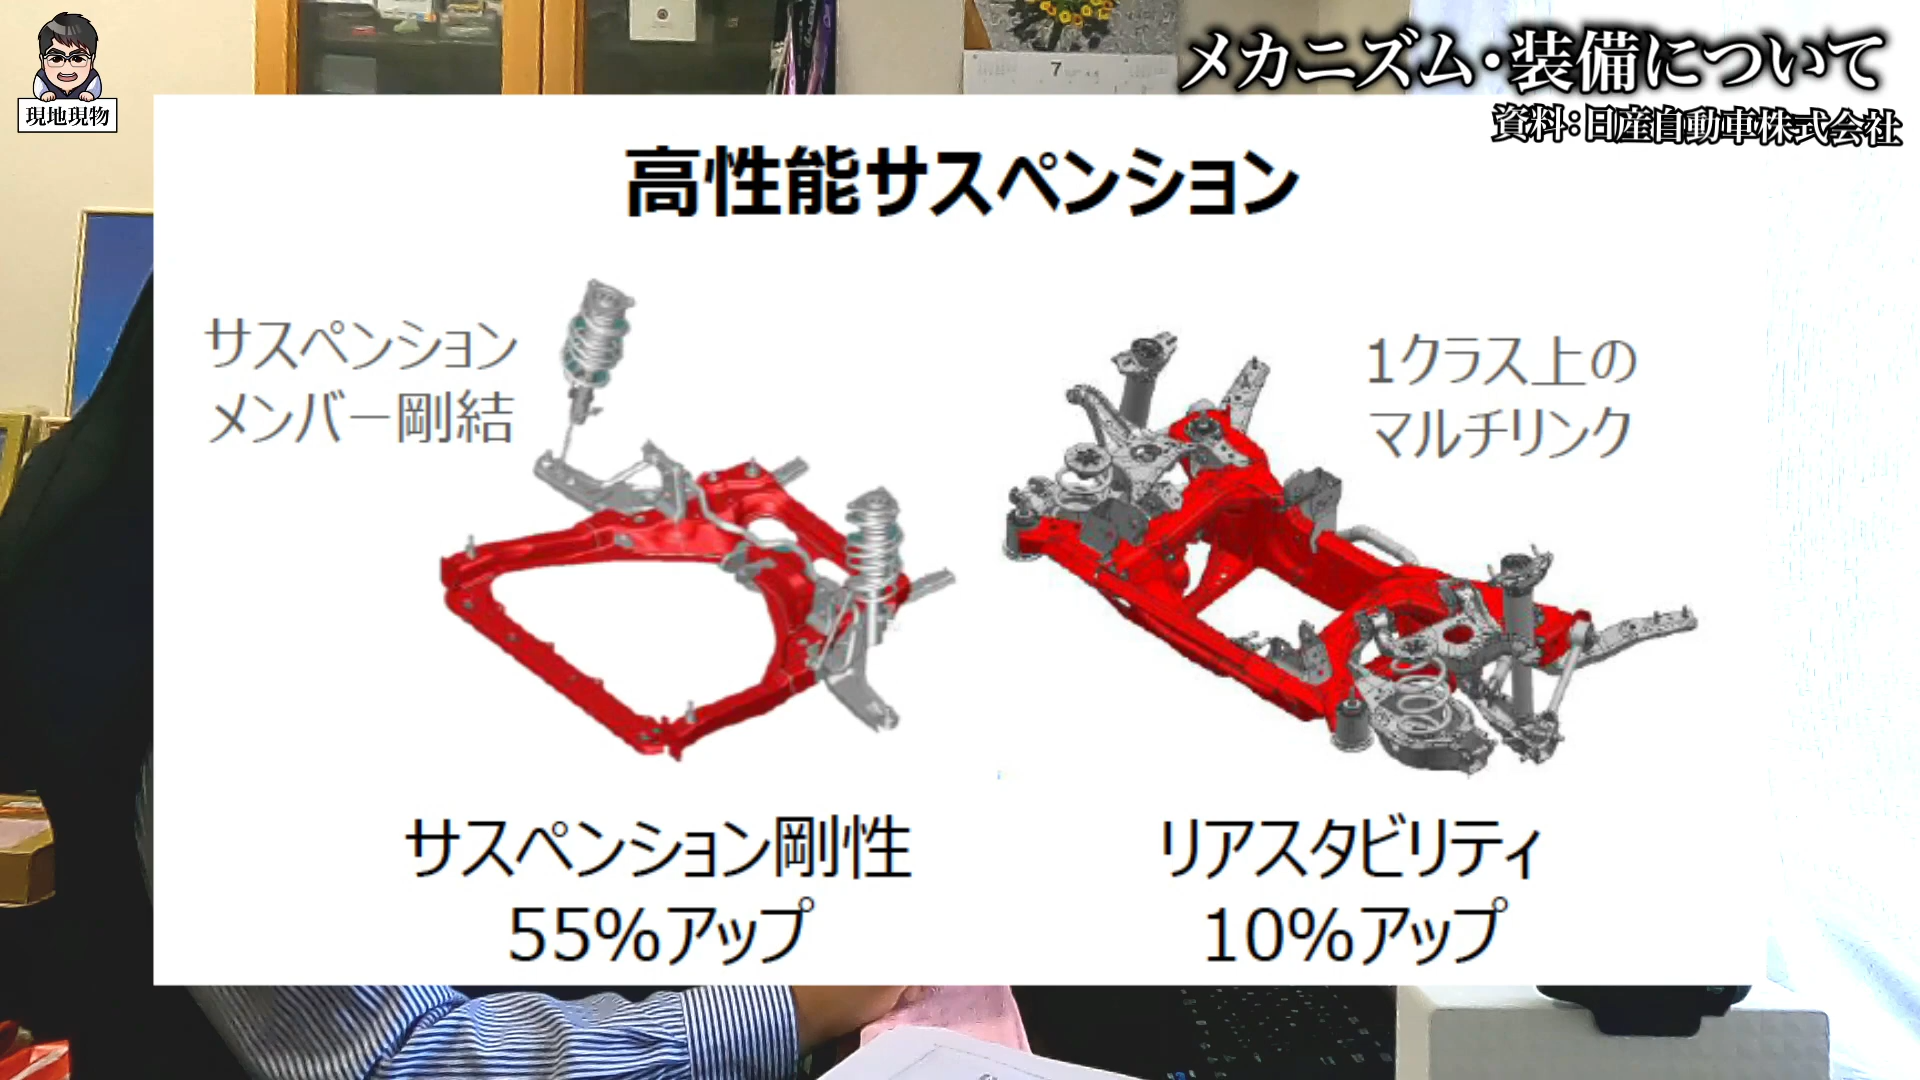 メカニズム・装備について
資料:日産自動車株式会社
現地現物
7
高性能サスペンション
サスペンション
メンバー剛結
1クラス上の
マルチリンク
サスペンション剛性
55%アップ
リアスタビリティ
10%アップ